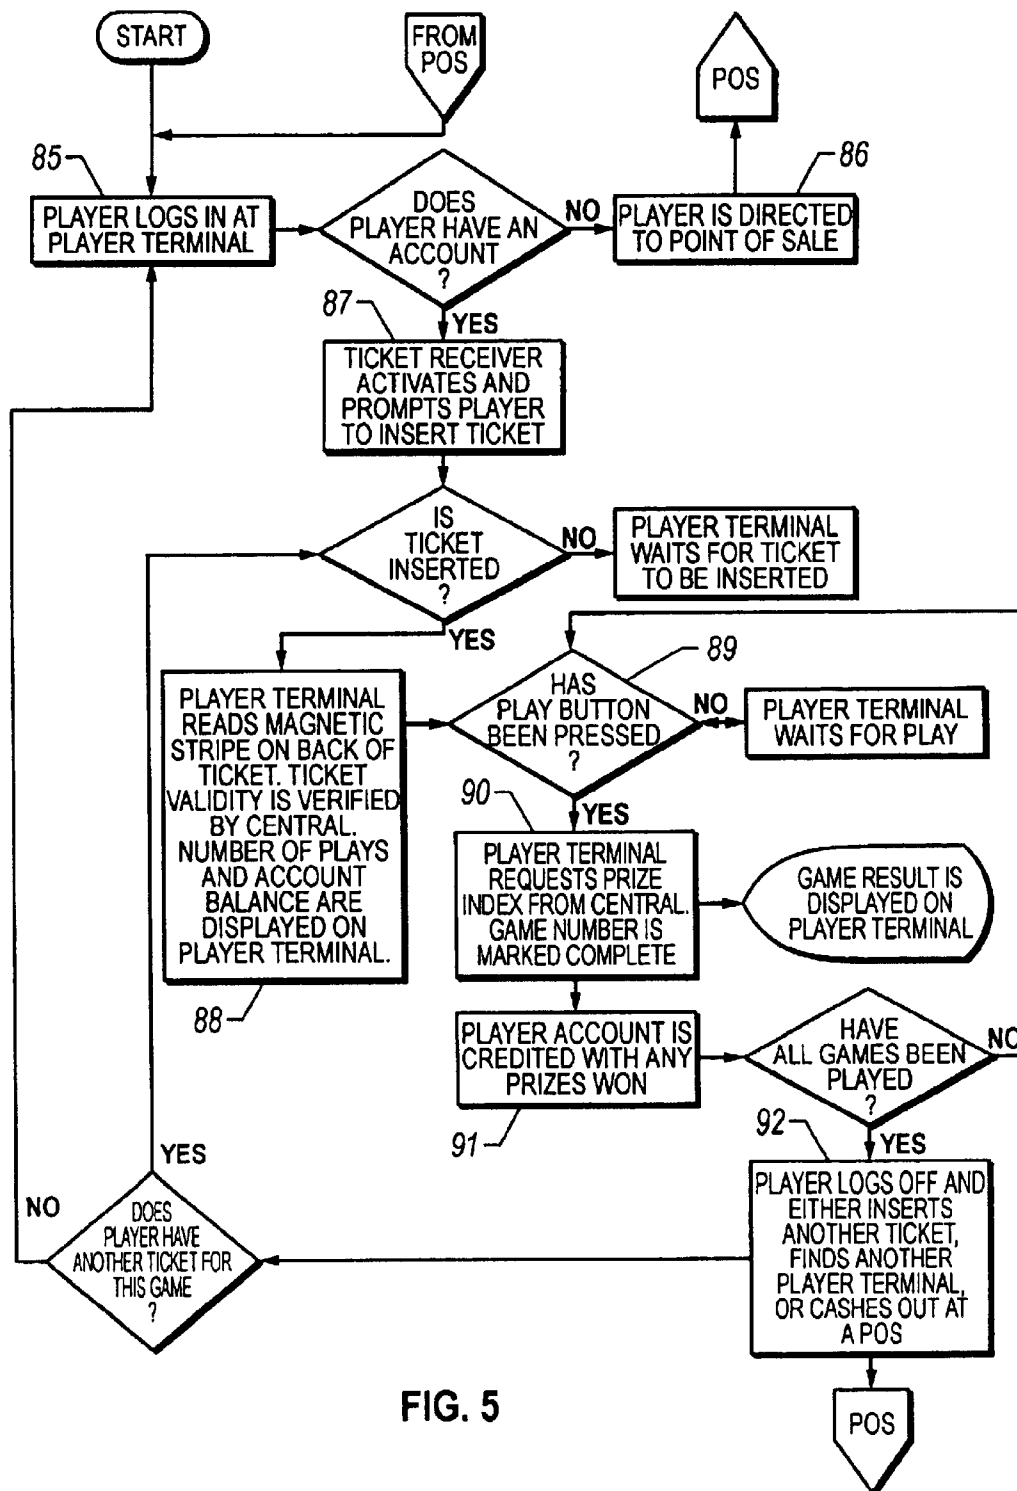 START
FROM
POS
POS
85
86
PLAYER LOGS IN AT
PLAYER TERMINAL
DOES
PLAYER HAVE AN
ACCOUNT
?
NO
PLAYER IS DIRECTED
TO POINT OF SALE
87
YES
TICKET RECEIVER
ACTIVATES AND
PROMPTS PLAYER
TO INSERT TICKET
IS
TICKET
INSERTED
?
NO
PLAYER TERMINAL
WAITS FOR TICKET
TO BE INSERTED
YES
89
PLAYER TERMINAL
READS MAGNETIC
STRIPE ON BACK OF
TICKET. TICKET
VALIDITY IS VERIFIED
BY CENTRAL.
NUMBER OF PLAYS
AND ACCOUNT
BALANCE ARE
DISPLAYED ON
PLAYER TERMINAL.
88
HAS
PLAY BUTTON
BEEN PRESSED
?
NO
PLAYER TERMINAL
WAITS FOR PLAY
90
YES
PLAYER TERMINAL
REQUESTS PRIZE
INDEX FROM CENTRAL.
GAME NUMBER IS
MARKED COMPLETE
GAME RESULT IS
DISPLAYED ON
PLAYER TERMINAL
PLAYER ACCOUNT IS
CREDITED WITH ANY
PRIZES WON
91
HAVE
ALL GAMES BEEN
PLAYED
?
NO
92
YES
PLAYER LOGS OFF AND
EITHER INSERTS
ANOTHER TICKET,
FINDS ANOTHER
PLAYER TERMINAL,
OR CASHES OUT AT
A POS
YES
NO
DOES
PLAYER HAVE
ANOTHER TICKET FOR
THIS GAME
?
POS
FIG. 5